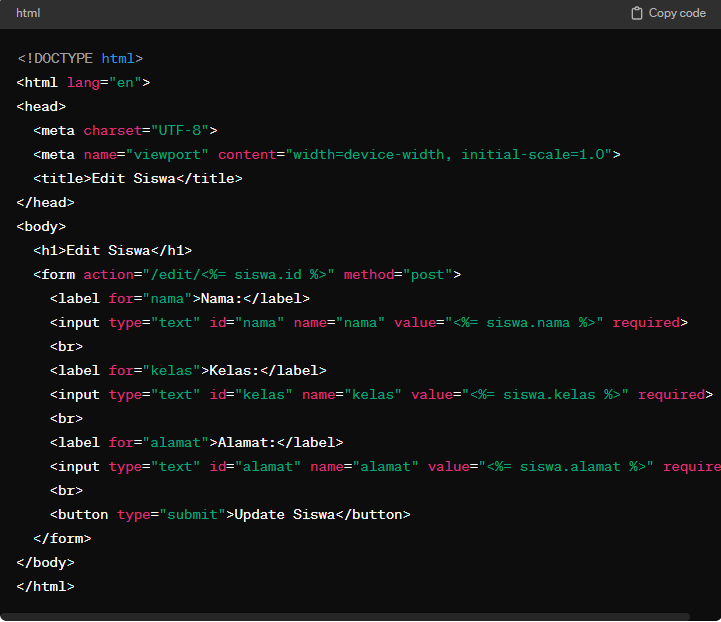 html
Copy code
<!DOCTYPE html>
<html lang="en">
<head>
  <meta charset="UTF-8">
  <meta name="viewport" content="width=device-width, initial-scale=1.0">
  <title>Edit Siswa</title>
</head>
<body>
  <h1>Edit Siswa</h1>
  <form action="/edit/<%= siswa.id %>" method="post">
    <label for="nama">Nama:</label>
    <input type="text" id="nama" name="nama" value="<%= siswa.nama %>" required>
    <br>
    <label for="kelas">Kelas:</label>
    <input type="text" id="kelas" name="kelas" value="<%= siswa.kelas %>" required>
    <br>
    <label for="alamat">Alamat:</label>
    <input type="text" id="alamat" name="alamat" value="<%= siswa.alamat %>" require
    <br>
    <button type="submit">Update Siswa</button>
  </form>
</body>
</html>